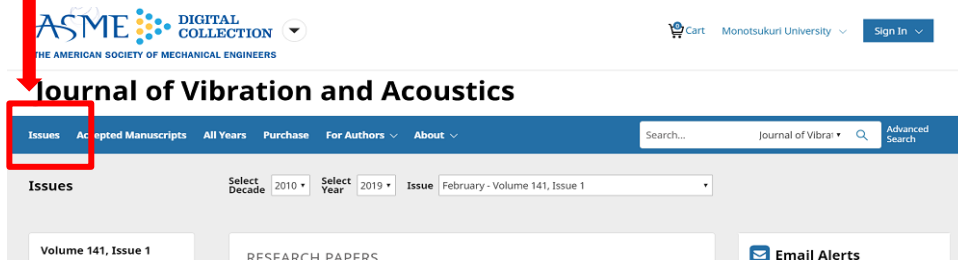 ASME DIGITAL COLLECTION
THE AMERICAN SOCIETY OF MECHANICAL ENGINEERS
0 Cart Monotsukuri University Sign In
Journal of Vibration and Acoustics
Issues Accepted Manuscripts All Years Purchase For Authors About Search... Journal of Vibrat Advanced Search
Issues Select Decade 2010 Select Year 2019 Issue February - Volume 141, Issue 1
Volume 141, Issue 1 RESEARCH PAPERS Email Alerts